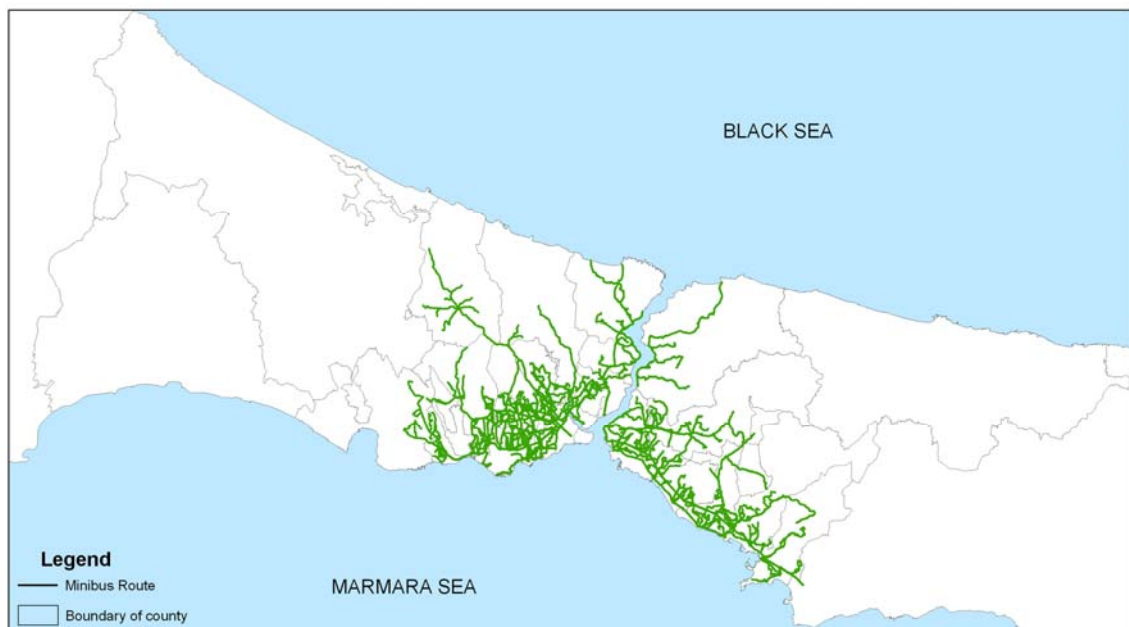 BLACK SEA
MARMARA SEA
Legend
Minibus Route
Boundary of county